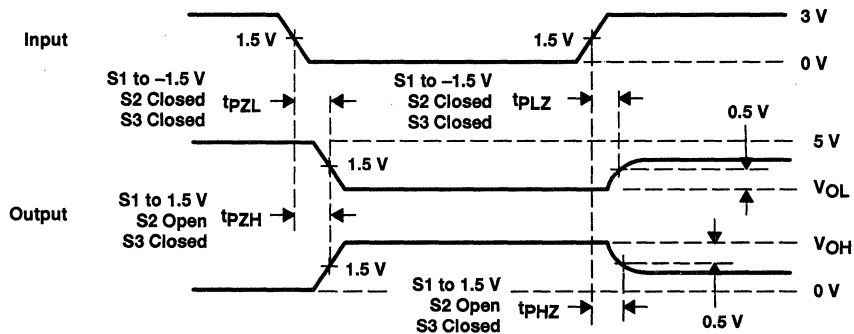 3 V
Input
1.5 V
1.5 V
0 V
S1 to –1.5 V
S2 Closed
S3 Closed
tPZL
S1 to –1.5 V
S2 Closed
S3 Closed
tPLZ
0.5 V
5 V
1.5 V
VOL
Output
S1 to 1.5 V
S2 Open
S3 Closed
tPZH
VOH
1.5 V
S1 to 1.5 V
S2 Open
S3 Closed
tPHZ
0 V
0.5 V